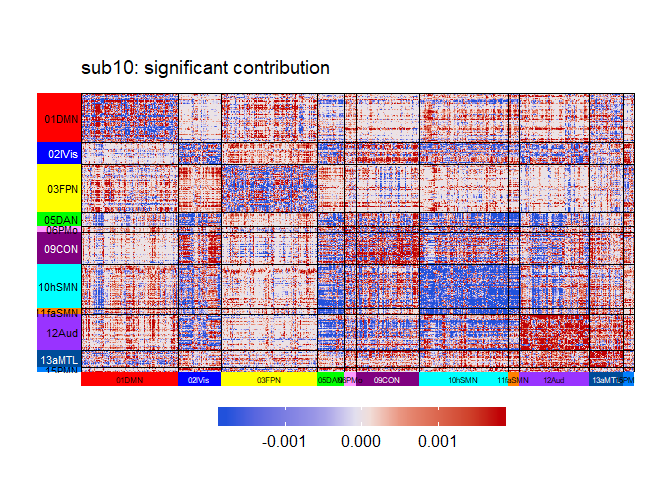 sub10: significant contribution
01DMN
02lVis
03FPN
05DAN
06PMo
09CON
10hSMN
11faSMN
12Aud
13aMTL
15PMN
01DMN 02lVis 03FPN 05DAN 06PMo 09CON 10hSMN 11faSMN 12Aud 13aMTL
-0.001 0.000 0.001